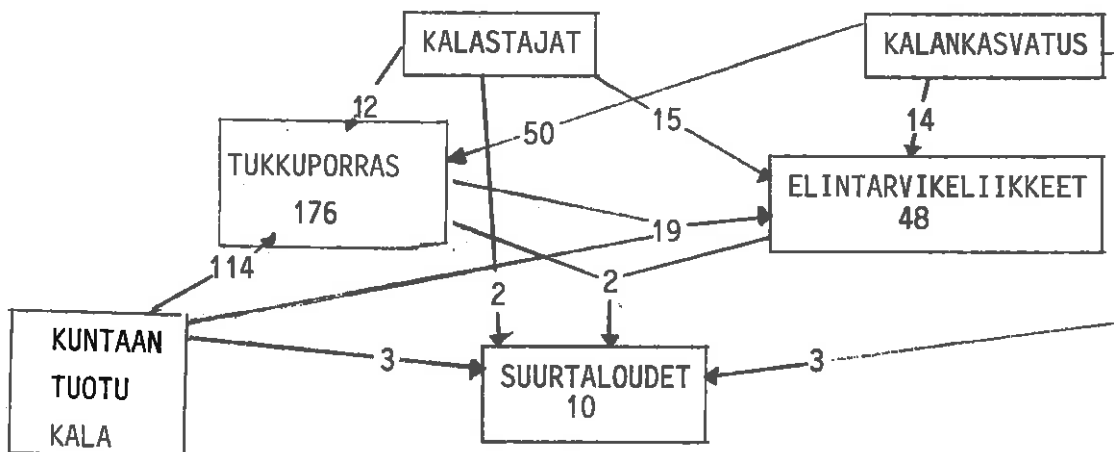 KALASTAJAT
KALANKASVATUS
12
50
15
14
TUKKUPORRAS
176
ELINTARVIKELIIKKEET
48
19
114
2
2
KUNTAAN
TUOTU
KALA
3
SUURTALOUDET
10
3